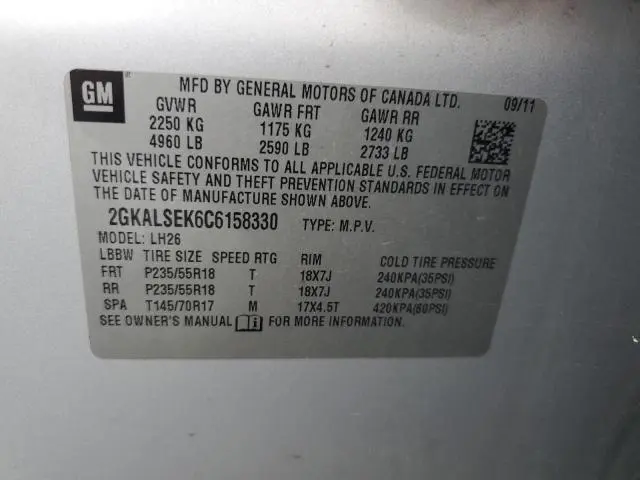 GM
MFD BY GENERAL MOTORS OF CANADA LTD. 09/11
GVWR GAWR FRT GAWR RR
2250 KG 1175 KG 1240 KG
4960 LB 2590 LB 2733 LB
THIS VEHICLE CONFORMS TO ALL APPLICABLE U.S. FEDERAL MOTOR
VEHICLE SAFETY AND THEFT PREVENTION STANDARDS IN EFFECT ON
THE DATE OF MANUFACTURE SHOWN ABOVE.
2GKALSEK6C6158330 TYPE: M.P.V.
MODEL: LH26
LBBW TIRE SIZE SPEED RTG RIM COLD TIRE PRESSURE
FRT P235/55R18 T 18X7J 240KPA(35PSI)
RR P235/55R18 T 18X7J 240KPA(35PSI)
SPA T145/70R17 M 17X4.5T 420KPA(60PSI)
SEE OWNER'S MANUAL FOR MORE INFORMATION.